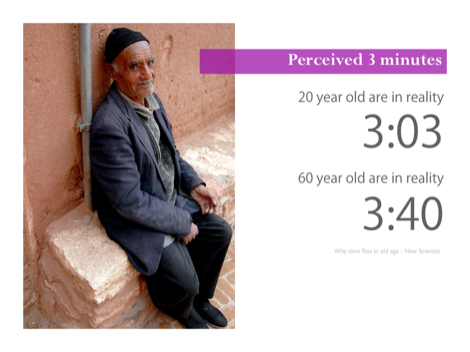 Perceived 3 minutes
20 year old are in reality
3:03
60 year old are in reality
3:40
Why time flies in old age - New Scientist